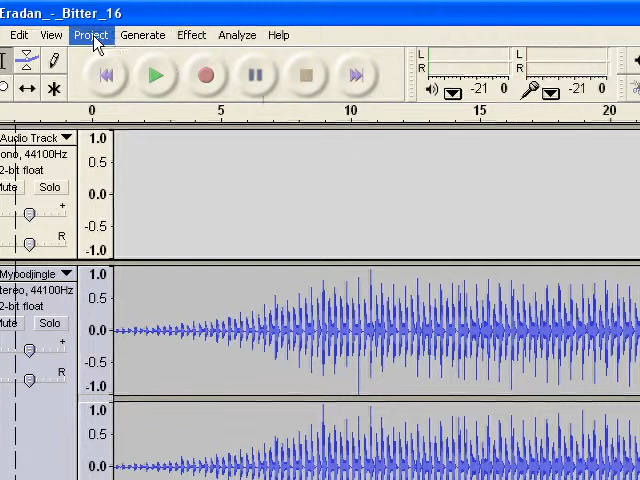 Eradan_-_Bitter_16
Edit View Project Generate Effect Analyze Help
L
R
-21 0
L
R
-21 0
0 5 10 15 20
Audio Track
ono, 44100Hz
2-bit float
Mute Solo
+
R
1.0
0.5
0.0
-0.5
-1.0
Mypodjingle
tereo, 44100Hz
2-bit float
Mute Solo
+
R
1.0
0.5
0.0
-0.5
-1.0
1.0
0.5
0.0